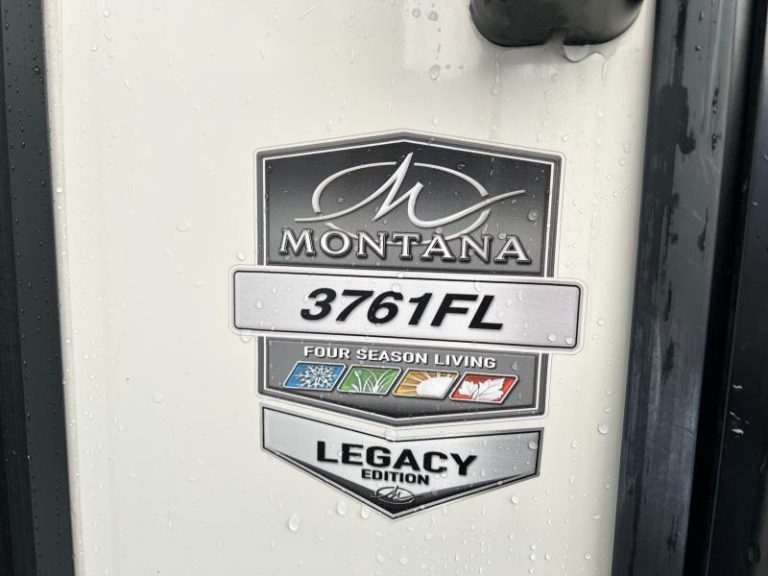 MONTANA
3761FL
FOUR SEASON LIVING
LEGACY
EDITION